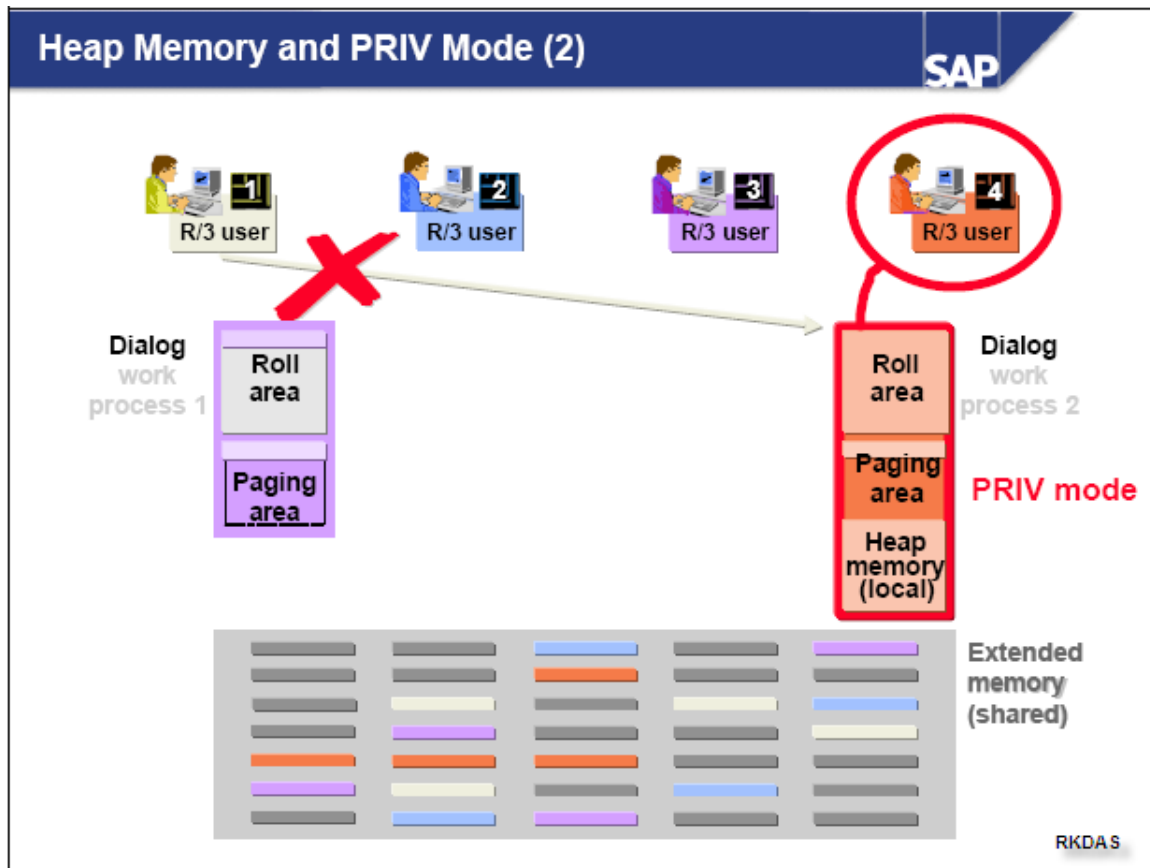 Heap Memory and PRIV Mode (2)
SAP
1
2
3
4
R/3 user
R/3 user
R/3 user
R/3 user
Dialog
work
process 1
Roll
area
Paging
area
Roll
area
Paging
area
Heap
memory
(local)
Dialog
work
process 2
PRIV mode
Extended
memory
(shared)
RKDAS